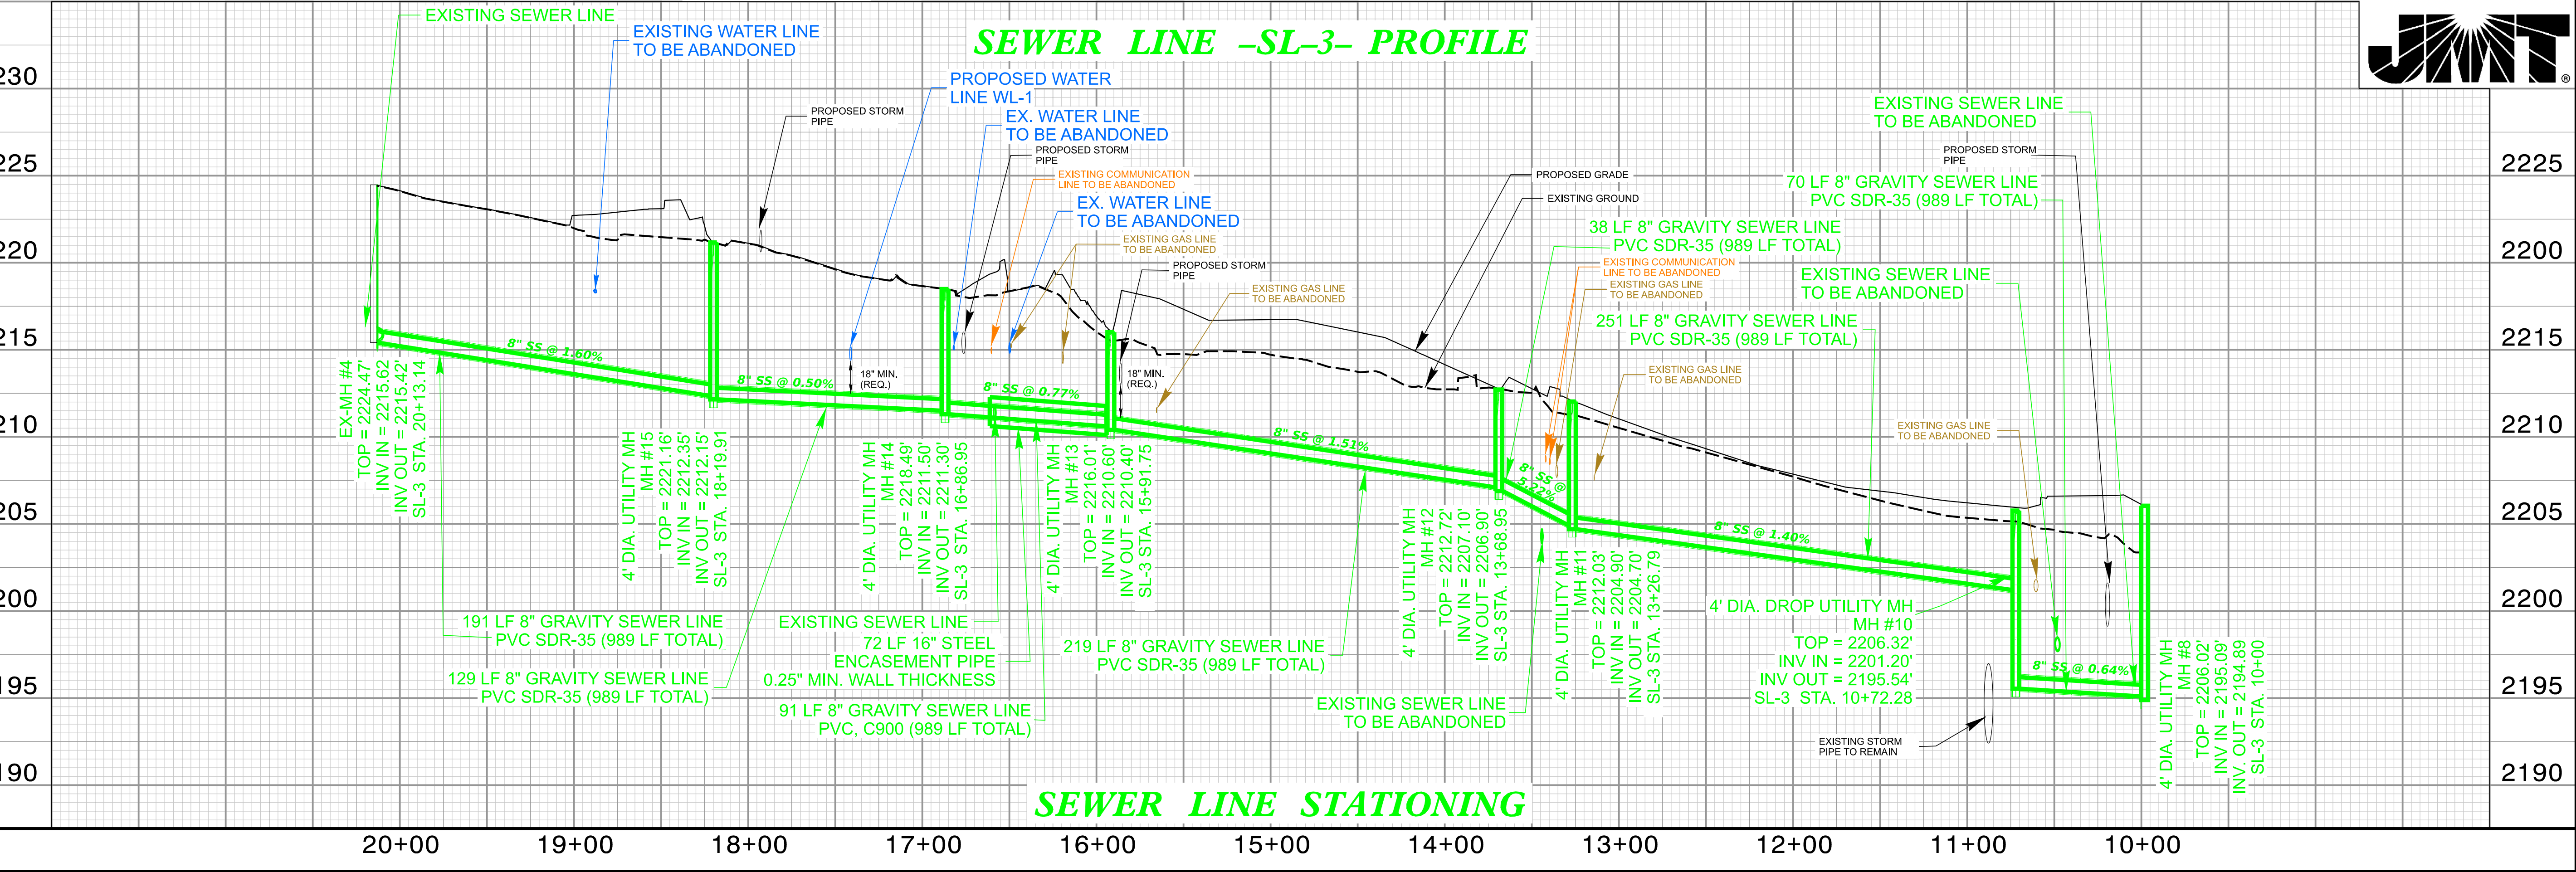 SEWER LINE –SL–3– PROFILE
JMT
®
EXISTING SEWER LINE
EXISTING WATER LINE
TO BE ABANDONED
PROPOSED STORM
PIPE
PROPOSED WATER
LINE WL-1
EX. WATER LINE
TO BE ABANDONED
PROPOSED STORM
PIPE
EXISTING COMMUNICATION
LINE TO BE ABANDONED
EX. WATER LINE
TO BE ABANDONED
EXISTING GAS LINE
TO BE ABANDONED
PROPOSED STORM
PIPE
EXISTING GAS LINE
TO BE ABANDONED
PROPOSED GRADE
EXISTING GROUND
38 LF 8" GRAVITY SEWER LINE
PVC SDR-35 (989 LF TOTAL)
EXISTING COMMUNICATION
LINE TO BE ABANDONED
EXISTING GAS LINE
TO BE ABANDONED
251 LF 8" GRAVITY SEWER LINE
PVC SDR-35 (989 LF TOTAL)
EXISTING GAS LINE
TO BE ABANDONED
EXISTING SEWER LINE
TO BE ABANDONED
PROPOSED STORM
PIPE
70 LF 8" GRAVITY SEWER LINE
PVC SDR-35 (989 LF TOTAL)
EXISTING SEWER LINE
TO BE ABANDONED
EXISTING GAS LINE
TO BE ABANDONED
230
225
220
215
210
205
200
195
190
2225
2200
2215
2210
2205
2200
2195
2190
8" SS @ 1.60%
8" SS @ 0.50%
18" MIN.
(REQ.)
8" SS @ 0.77%
18" MIN.
(REQ.)
8" SS @ 1.51%
8" SS @
5.22%
8" SS @ 1.40%
8" SS @ 0.64%
EX-MH #4
TOP = 2224.47'
INV IN = 2215.62
INV OUT = 2215.42'
SL-3 STA. 20+13.14
4' DIA. UTILITY MH
MH #15
TOP = 2221.16'
INV IN = 2212.35'
INV OUT = 2212.15'
SL-3 STA. 18+19.91
4' DIA. UTILITY MH
MH #14
TOP = 2218.49'
INV IN = 2211.50'
INV OUT = 2211.30'
SL-3 STA. 16+86.95
4' DIA. UTILITY MH
MH #13
TOP = 2216.01'
INV IN = 2210.60'
INV OUT = 2210.40'
SL-3 STA. 15+91.75
4' DIA. UTILITY MH
MH #12
TOP = 2212.72'
INV IN = 2207.10'
INV OUT = 2206.90'
SL-3 STA. 13+68.95
4' DIA. UTILITY MH
MH #11
TOP = 2212.03'
INV IN = 2204.90'
INV OUT = 2204.70'
SL-3 STA. 13+26.79
4' DIA. DROP UTILITY MH
MH #10
TOP = 2206.32'
INV IN = 2201.20'
INV OUT = 2195.54'
SL-3 STA. 10+72.28
4' DIA. UTILITY MH
MH #8
TOP = 2206.02'
INV IN = 2195.09'
INV. OUT = 2194.89
SL-3 STA. 10+00
191 LF 8" GRAVITY SEWER LINE
PVC SDR-35 (989 LF TOTAL)
129 LF 8" GRAVITY SEWER LINE
PVC SDR-35 (989 LF TOTAL)
EXISTING SEWER LINE
72 LF 16" STEEL
ENCASEMENT PIPE
0.25" MIN. WALL THICKNESS
91 LF 8" GRAVITY SEWER LINE
PVC, C900 (989 LF TOTAL)
219 LF 8" GRAVITY SEWER LINE
PVC SDR-35 (989 LF TOTAL)
EXISTING SEWER LINE
TO BE ABANDONED
EXISTING STORM
PIPE TO REMAIN
SEWER LINE STATIONING
20+00
19+00
18+00
17+00
16+00
15+00
14+00
13+00
12+00
11+00
10+00